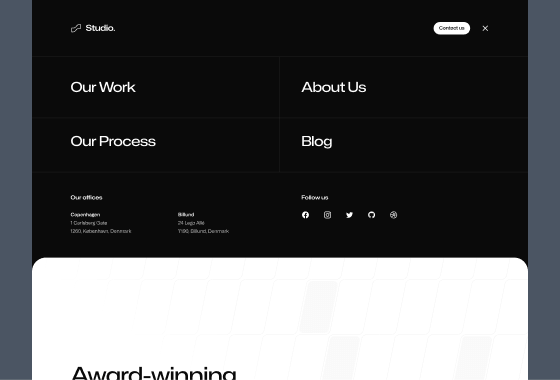 Studio.
Contact us
Our Work
About Us
Our Process
Blog
Our offices
Follow us
Copenhagen
Billund
1 Carlsberg Gate
24 Lego Allé
1260, København, Denmark
7190, Billund, Denmark
Award-winning